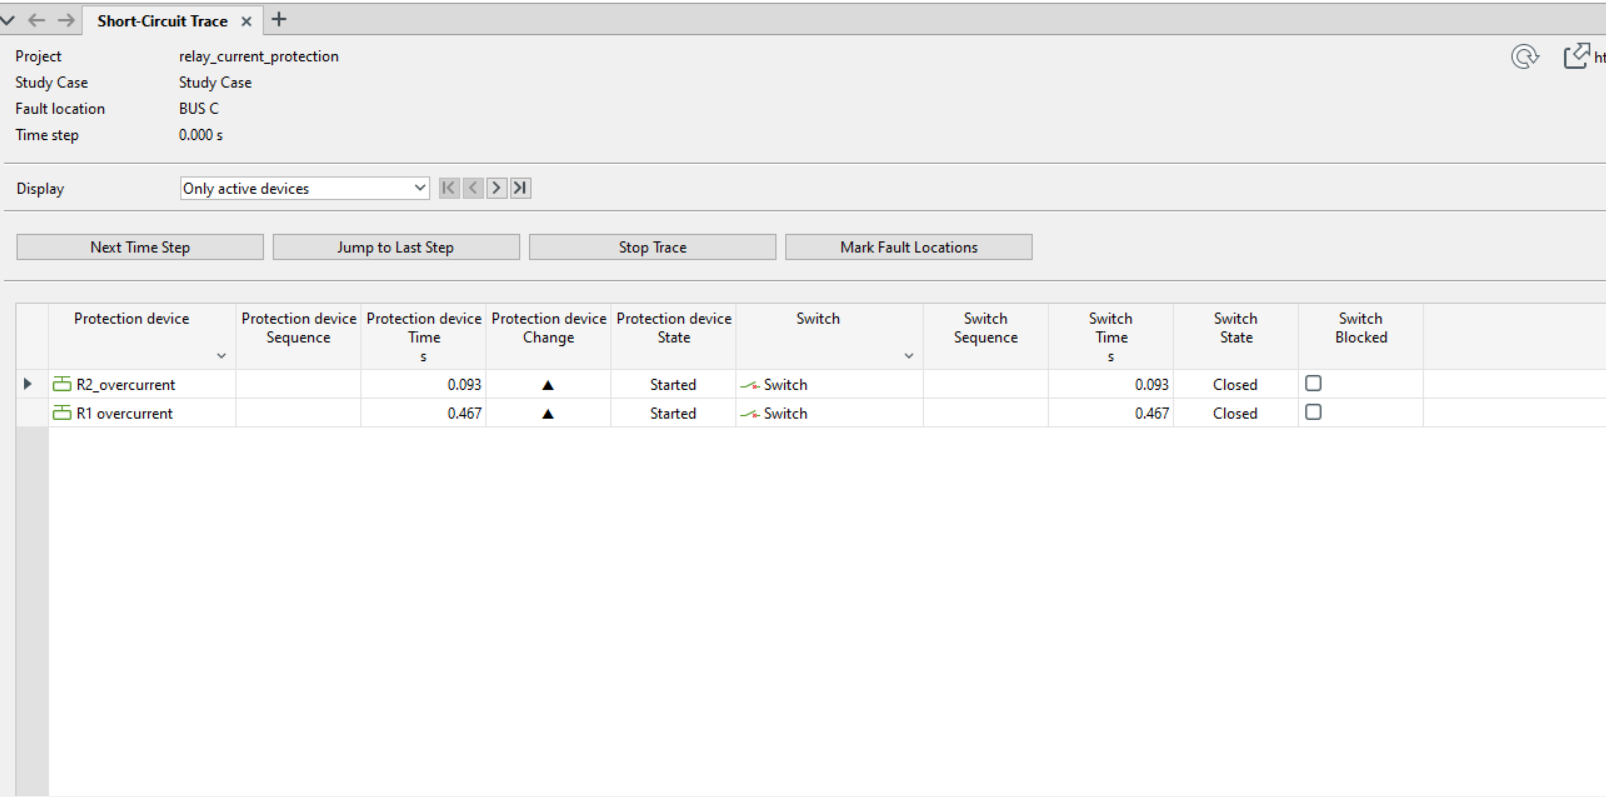 Short-Circuit Trace
Project relay_current_protection
ht
Study Case Study Case
Fault location BUS C
Time step 0.000 s
Display Only active devices
Next Time Step Jump to Last Step Stop Trace Mark Fault Locations
Protection device Protection device Protection device Protection device Protection device Switch Switch Switch Switch Switch
Sequence Time Change State Sequence Time State Blocked
s s
R2_overcurrent 0.093 ▲ Started Switch 0.093 Closed
R1 overcurrent 0.467 ▲ Started Switch 0.467 Closed